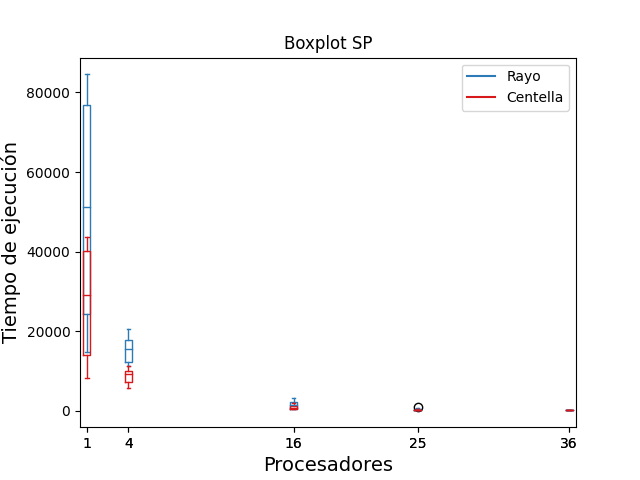 Boxplot SP
Rayo
Centella
80000
60000
40000
20000
0
Tiempo de ejecución
1 4 16 25 36
Procesadores